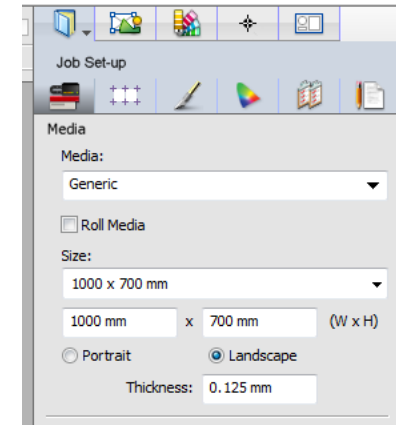 Job Set-up
Media
Media:
Generic
Roll Media
Size:
1000 x 700 mm
1000 mm x 700 mm (W x H)
Portrait Landscape
Thickness: 0.125 mm